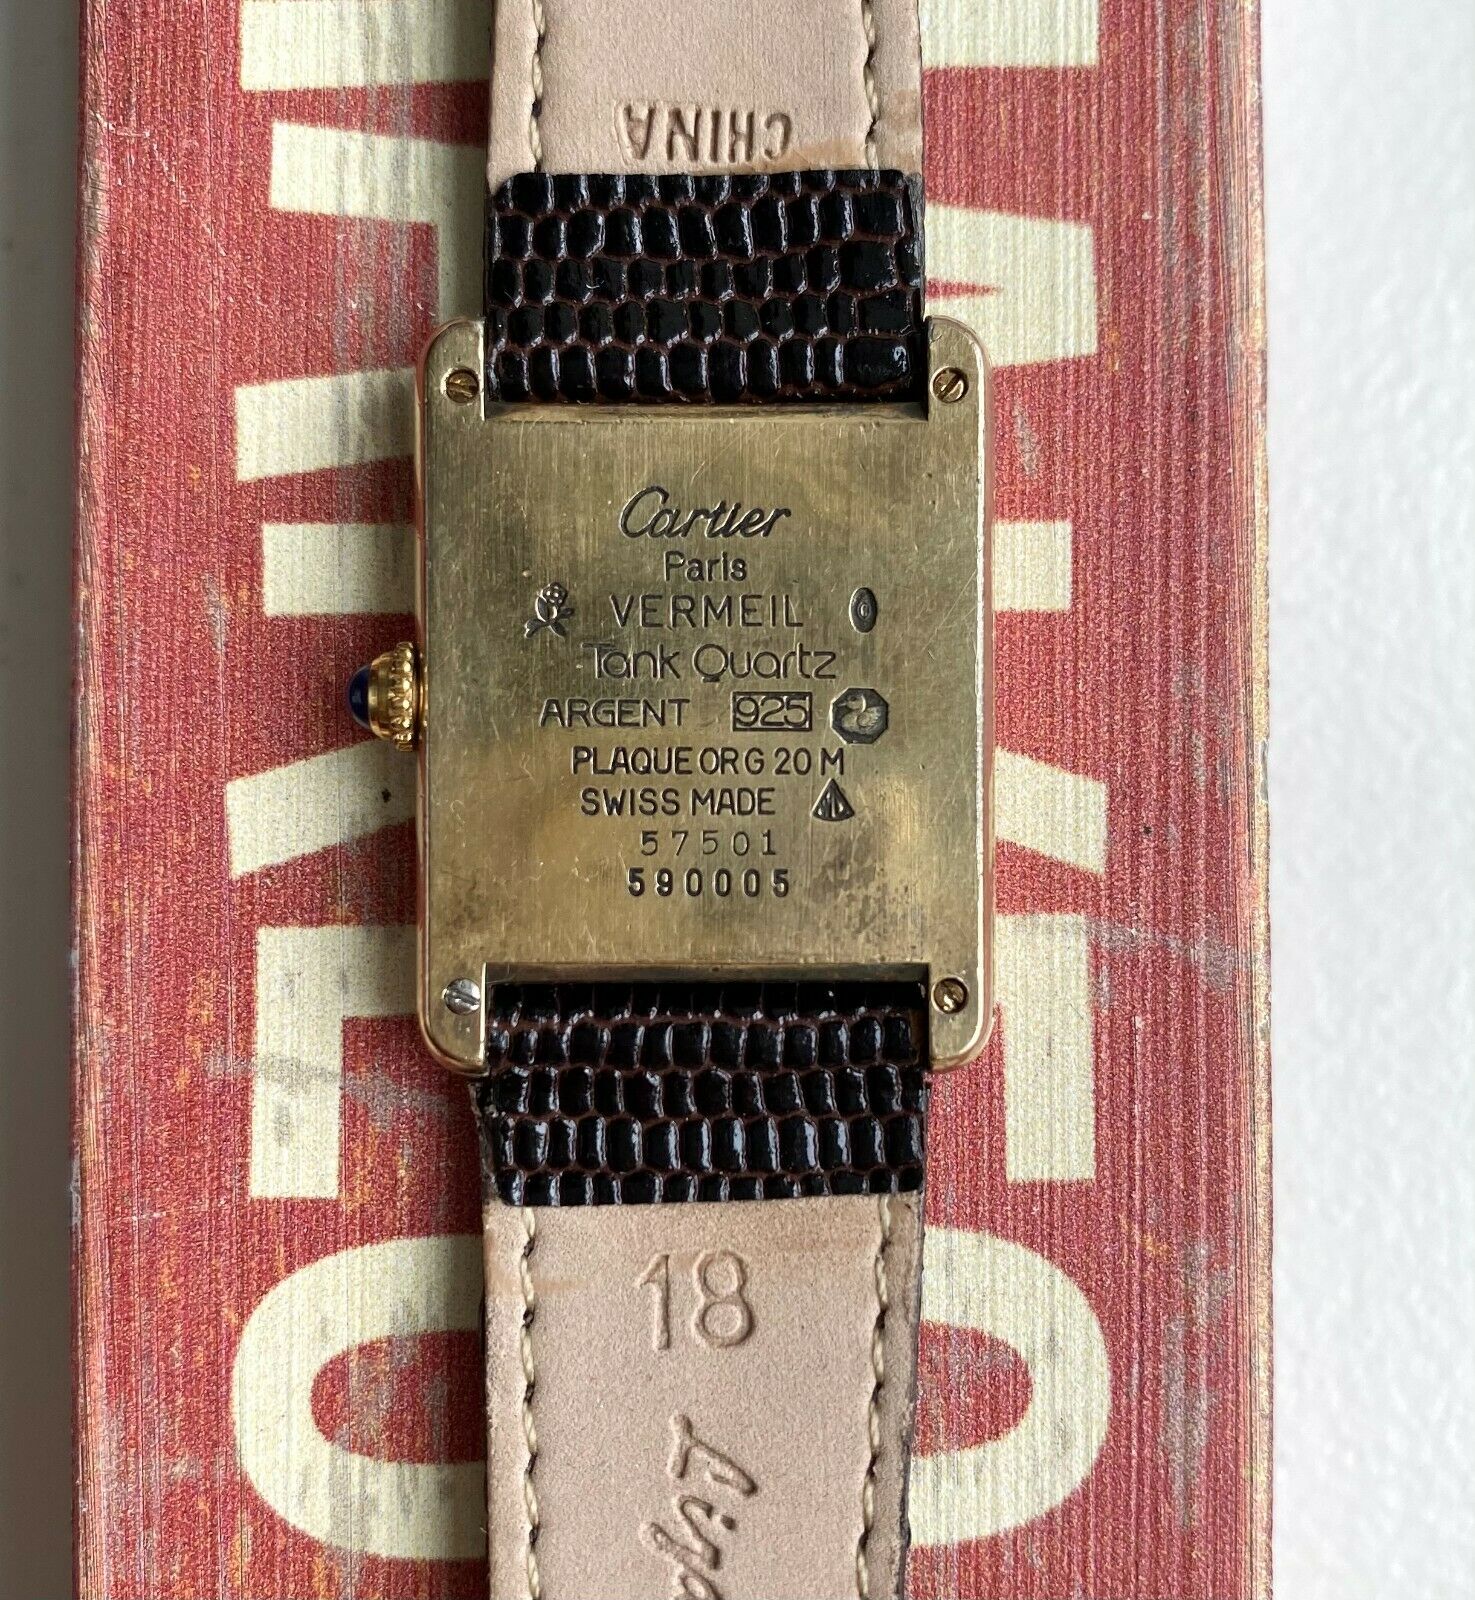 CHINA
Cartier
Paris
VERMEIL
Tank Quartz
ARGENT 925
PLAQUE OR G 20 M
SWISS MADE
57501
590005
18